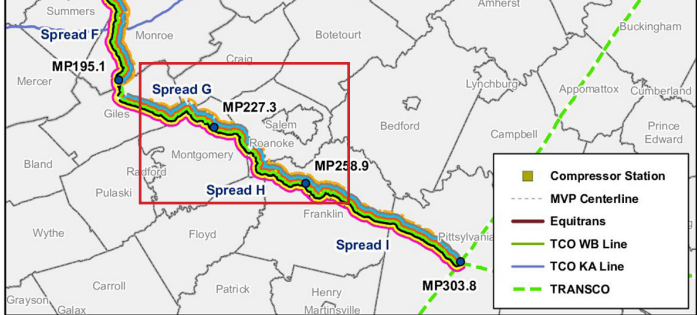 Summers
Amherst
Buckingham
Spread F
Monroe
Botetourt
Craig
MP195.1
Mercer
Spread G
Lynchburg
Appomattox
Cumberland
Giles
MP227.3
Salem
Bedford
Campbell
Prince
Edward
Roanoke
Montgomery
Bland
Radford
MP258.9
Pulaski
Spread H
Franklin
Wythe
Floyd
Spread I
Pittsylvania
MP303.8
Carroll
Patrick
Henry
Martinsville
Grayson
Galax
Compressor Station
MVP Centerline
Equitrans
TCO WB Line
TCO KA Line
TRANSCO